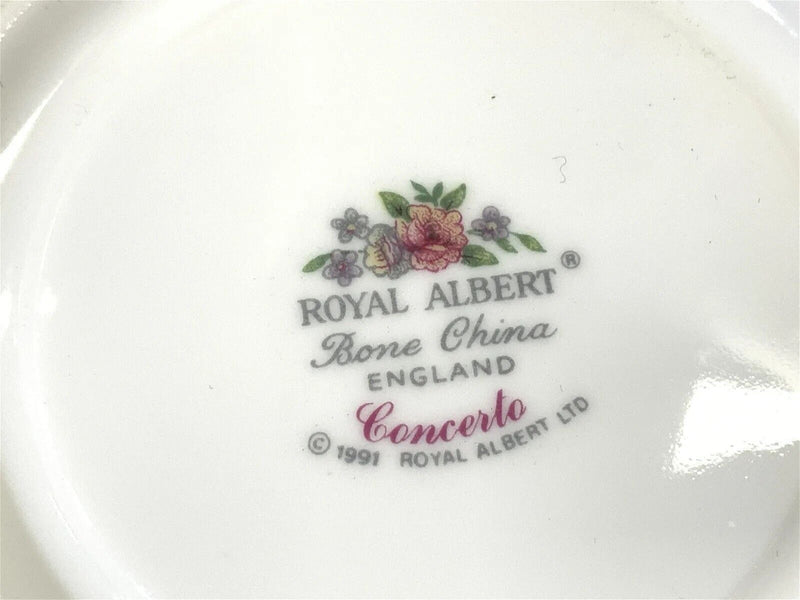 ROYAL ALBERT®
Bone China
ENGLAND
Concerto
© 1991 ROYAL ALBERT LTD